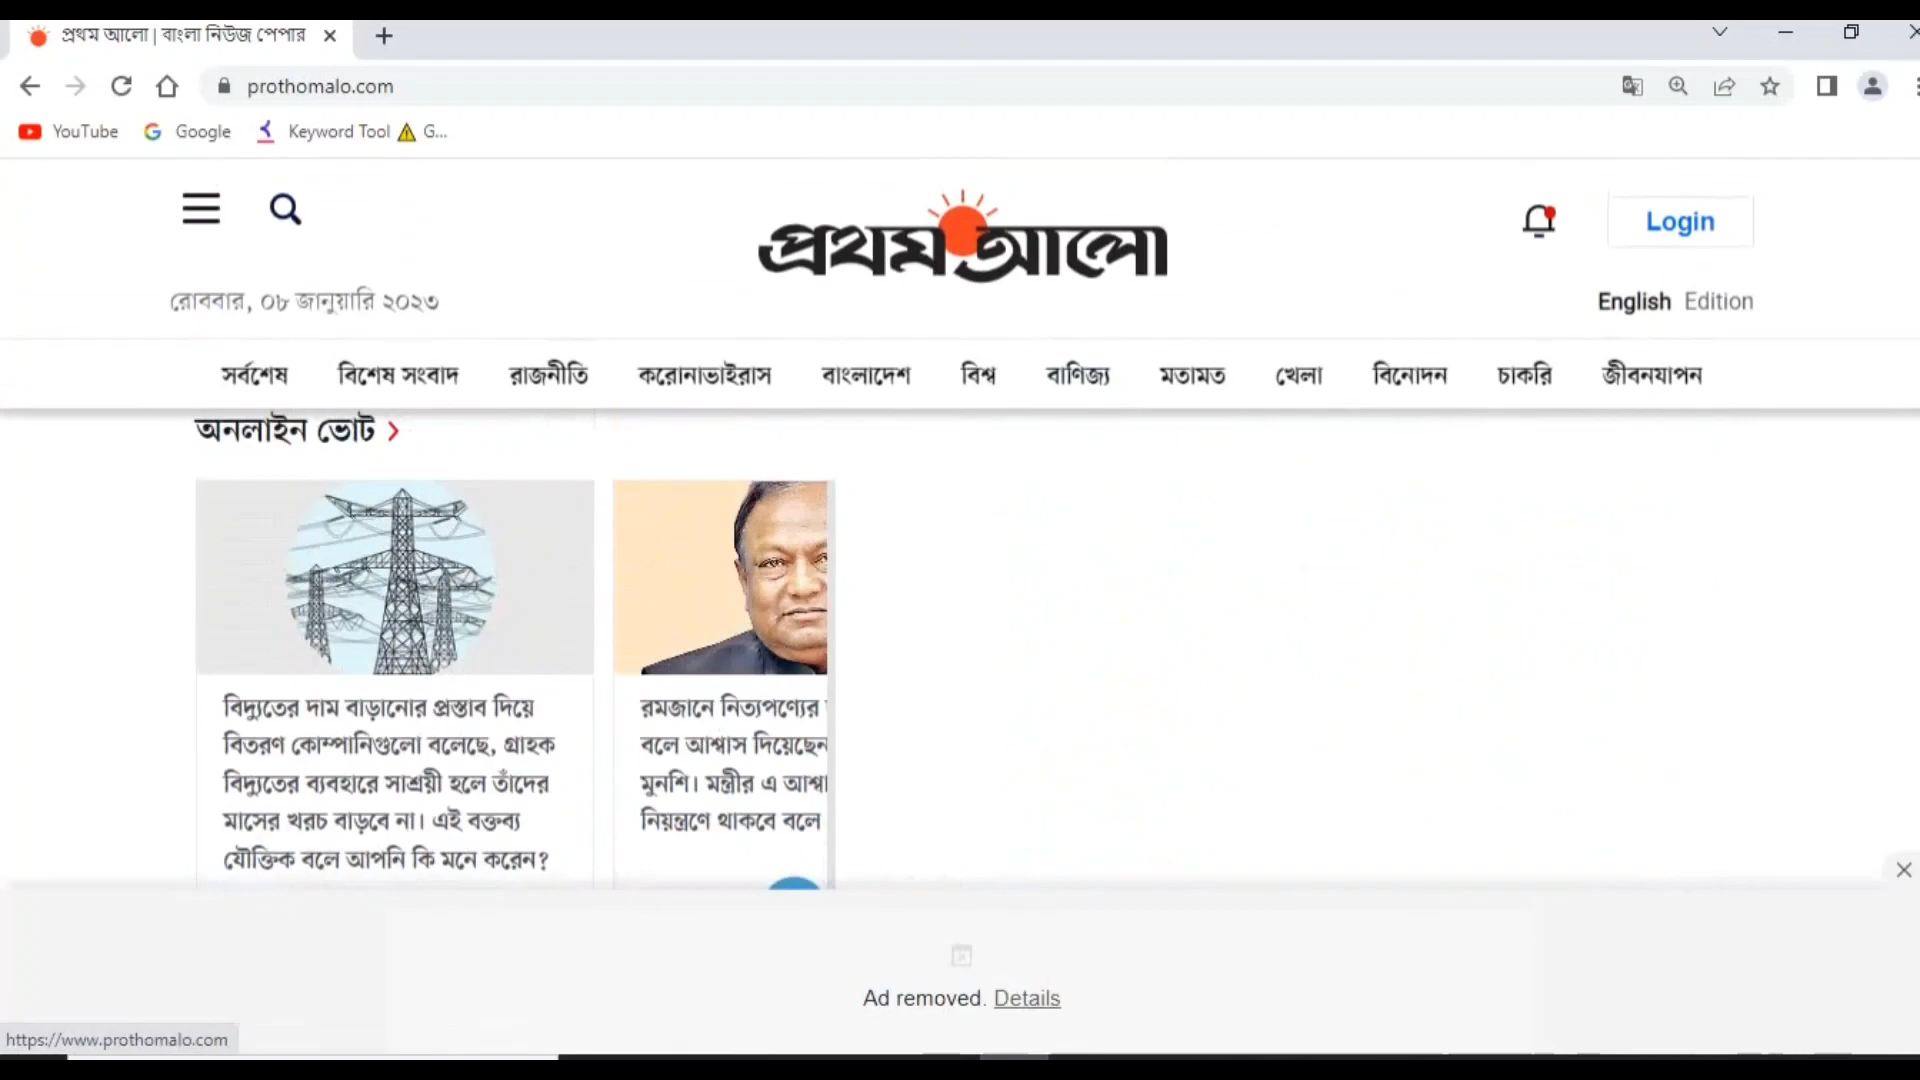 প্রথম আলো | বাংলা নিউজ পেপার
prothomalo.com
YouTube
Google
Keyword Tool
G...
প্রথম আলো
Login
রোববার, ০৮ জানুয়ারি ২০২৩
English Edition
সর্বশেষ বিশেষ সংবাদ রাজনীতি করোনাভাইরাস বাংলাদেশ বিশ্ব বাণিজ্য মতামত খেলা বিনোদন চাকরি জীবনযাপন
অনলাইন ভোট
বিদ্যুতের দাম বাড়ানোর প্রস্তাব দিয়ে
বিতরণ কোম্পানিগুলো বলেছে, গ্রাহক
বিদ্যুতের ব্যবহারে সাশ্রয়ী হলে তাঁদের
মাসের খরচ বাড়বে না। এই বক্তব্য
যৌক্তিক বলে আপনি কি মনে করেন?
রমজানে নিত্যপণ্যের
বলে আশ্বাস দিয়েছেন
মুনশি। মন্ত্রীর এ
নিয়ন্ত্রণে থাকবে বলে
Ad removed. Details
https://www.prothomalo.com